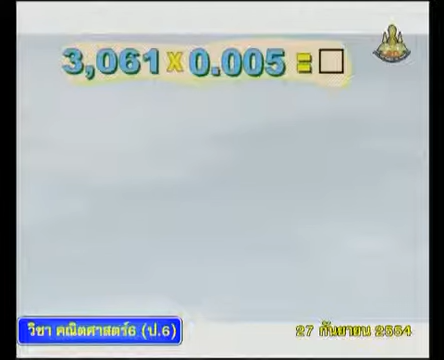 3,061 x 0.005 = □
วิชา คณิตศาสตร์6 (ป.6)
27 กันยายน 2554